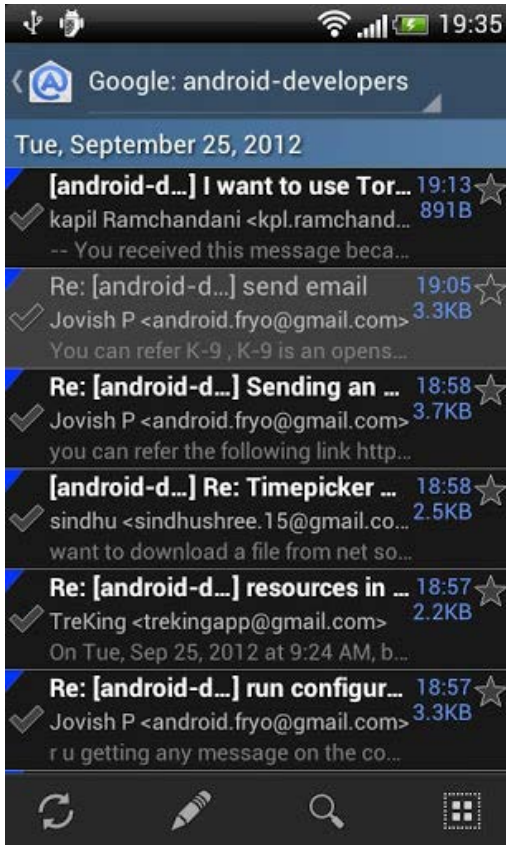 19:35
Google: android-developers
Tue, September 25, 2012
[android-d...] I want to use Tor... 19:13
kapil Ramchandani <kpl.ramchand... 891B
-- You received this message beca...
Re: [android-d...] send email 19:05
Jovish P <android.fryo@gmail.com> 3.3KB
You can refer K-9 , K-9 is an opens...
Re: [android-d...] Sending an ... 18:58
Jovish P <android.fryo@gmail.com> 3.7KB
you can refer the following link http...
[android-d...] Re: Timepicker ... 18:58
sindhu <sindhushree.15@gmail.co... 2.5KB
want to download a file from net so...
Re: [android-d...] resources in ... 18:57
TreKing <trekingapp@gmail.com> 2.2KB
On Tue, Sep 25, 2012 at 9:24 AM, b...
Re: [android-d...] run configur... 18:57
Jovish P <android.fryo@gmail.com> 3.3KB
r u getting any message on the co...